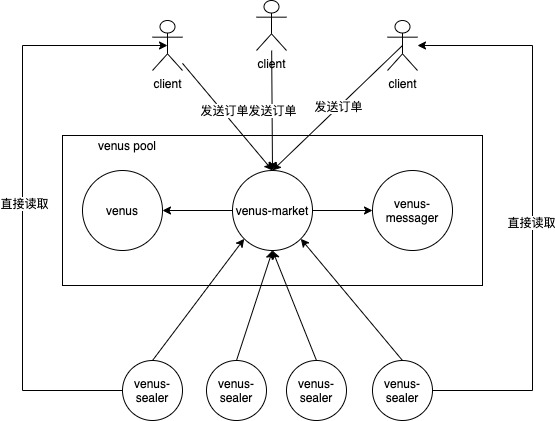 client
client
client
发送订单
发送订单
发送订单
venus pool
直接读取
直接读取
venus
venus-market
venus-
messager
venus-
sealer
venus-
sealer
venus-
sealer
venus-
sealer